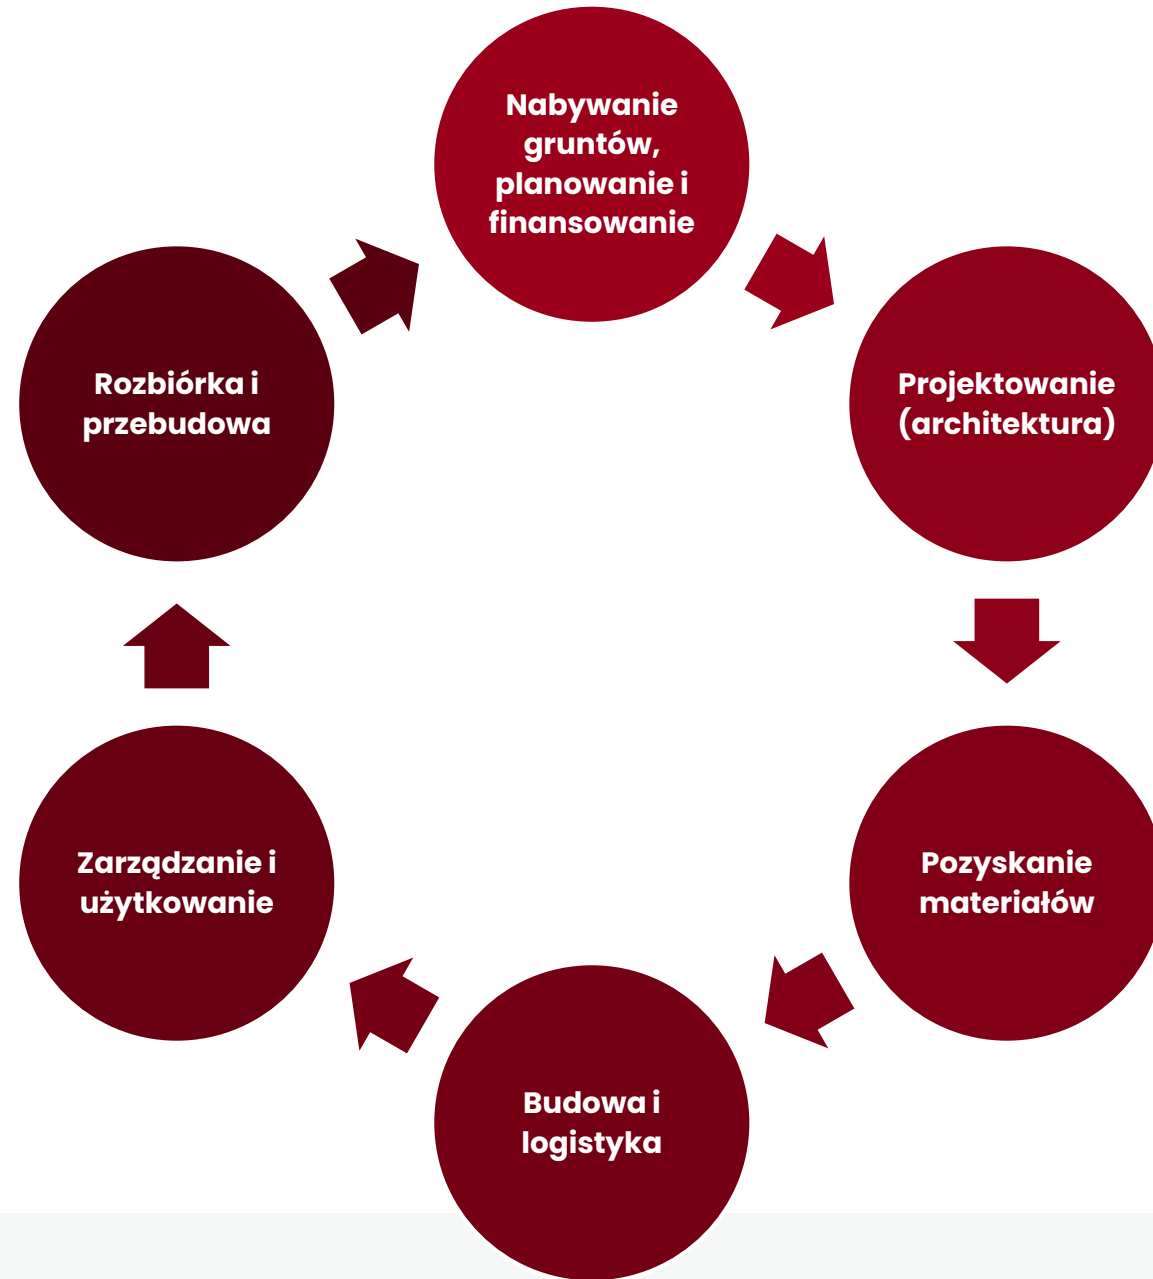 Nabywanie
gruntów,
planowanie i
finansowanie
Projektowanie
(architektura)
Pozyskanie
materiałów
Budowa i
logistyka
Zarządzanie i
użytkowanie
Rozbiórka i
przebudowa